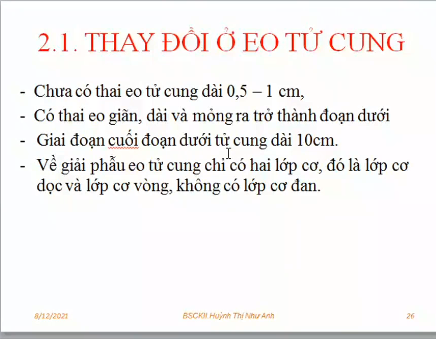 2.1. THAY ĐỔI Ở EO TỬ CUNG
- Chưa có thai eo tử cung dài 0,5 – 1 cm,
- Có thai eo giãn, dài và mỏng ra trở thành đoạn dưới
- Giai đoạn cuối đoạn dưới tử cung dài 10cm.
- Về giải phẫu eo tử cung chỉ có hai lớp cơ, đó là lớp cơ
dọc và lớp cơ vòng, không có lớp cơ đan.
8/12/2021 BSCKII. Huỳnh Thị Như Anh 26